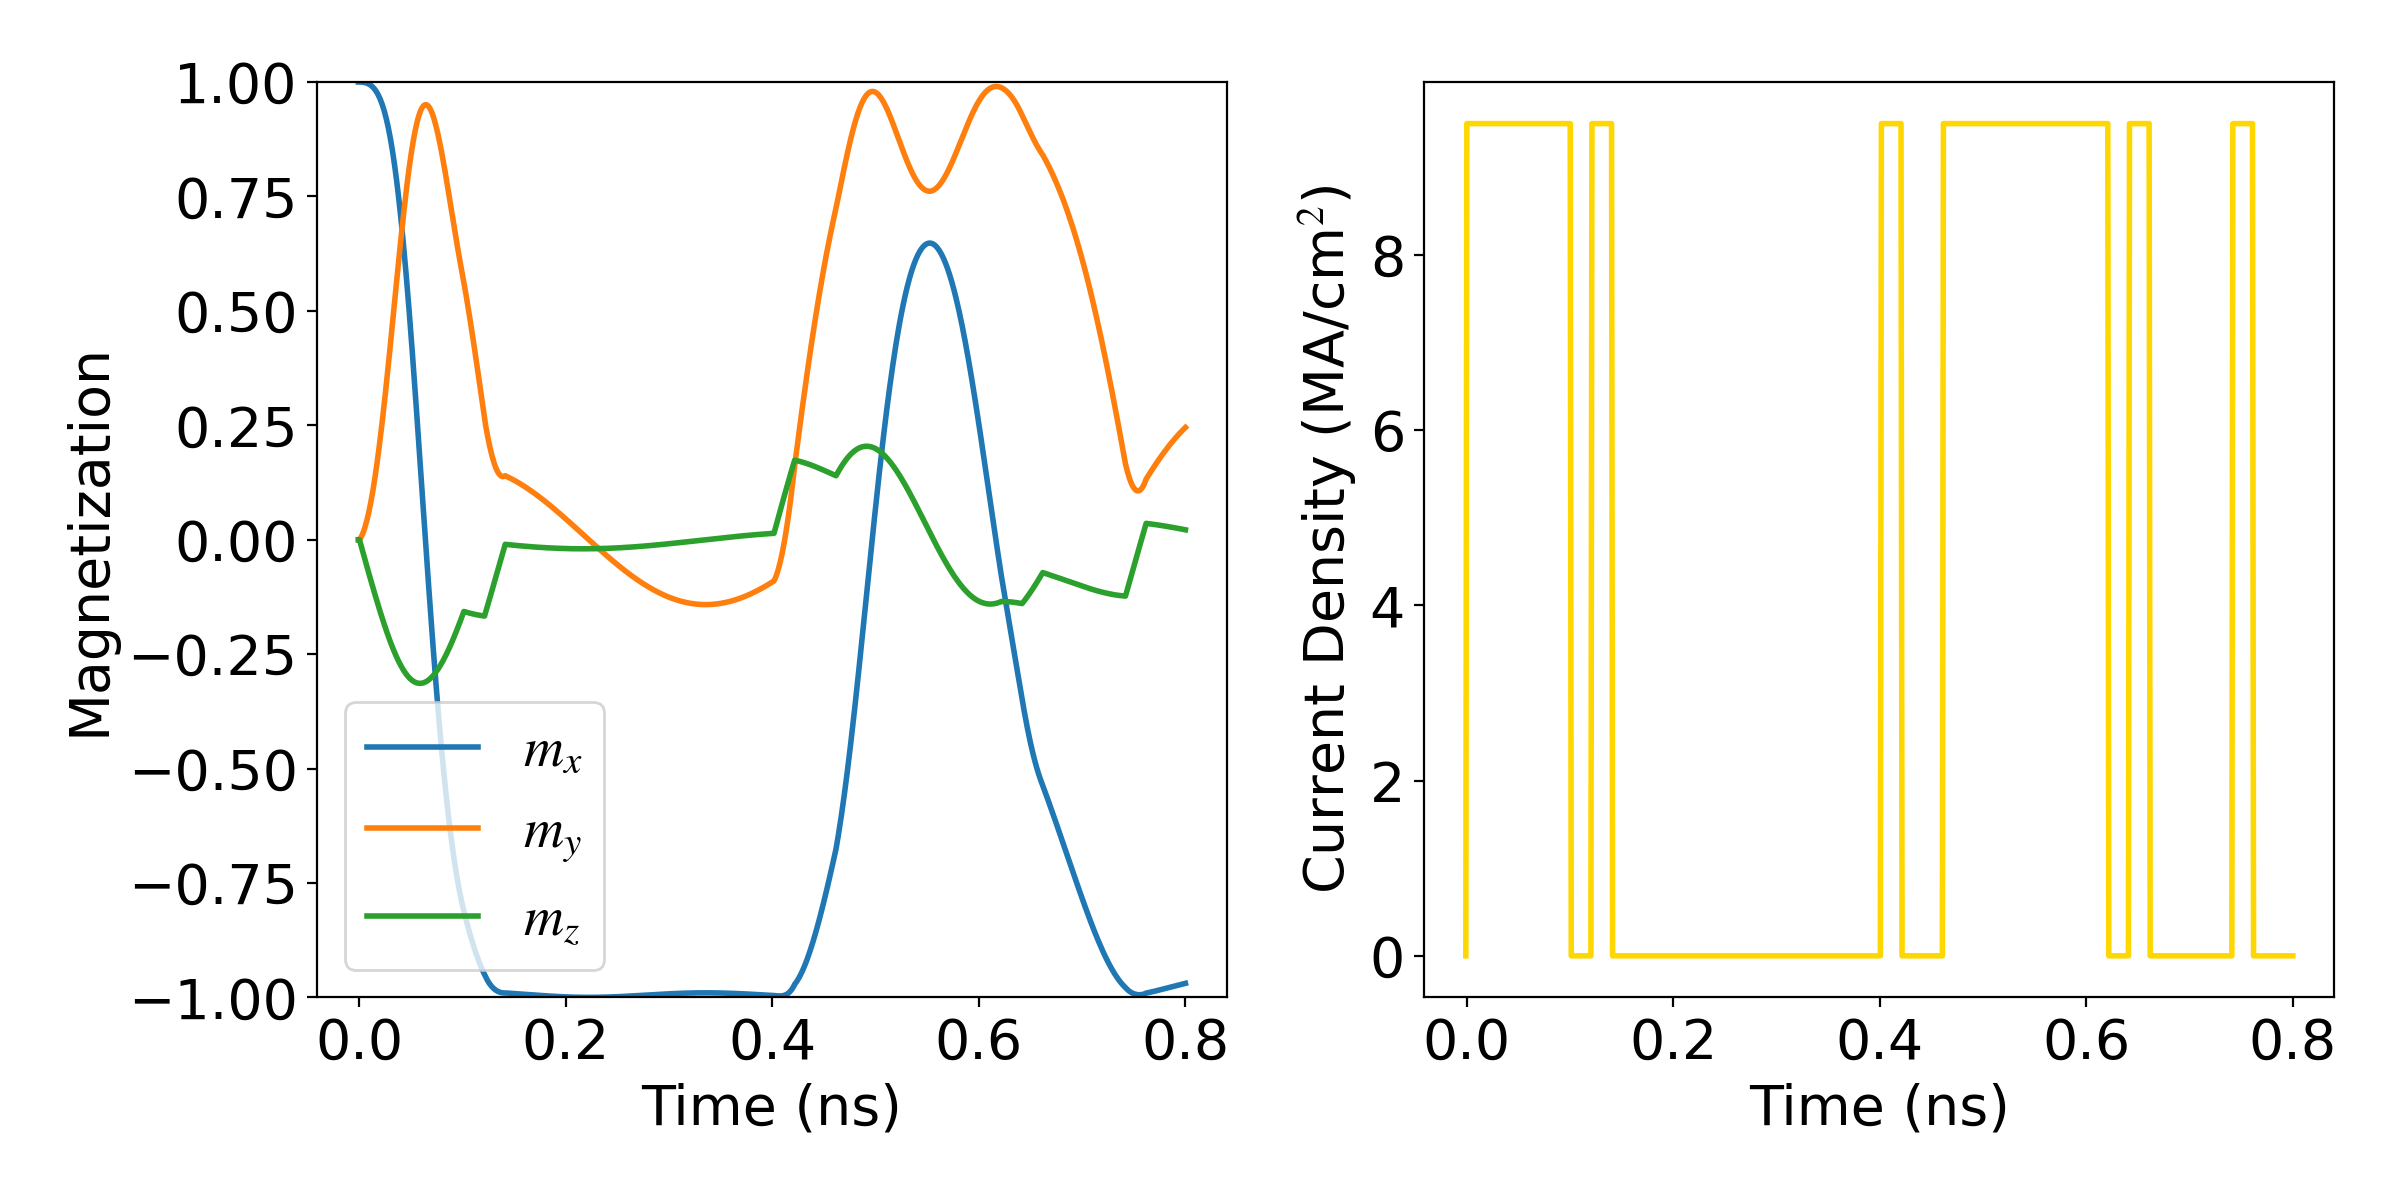 Magnetization
1.00
0.75
0.50
0.25
0.00
−0.25
−0.50
−0.75
−1.00
m_x
m_y
m_z
0.0 0.2 0.4 0.6 0.8
Time (ns)
Current Density (MA/cm²)
8
6
4
2
0
0.0 0.2 0.4 0.6 0.8
Time (ns)